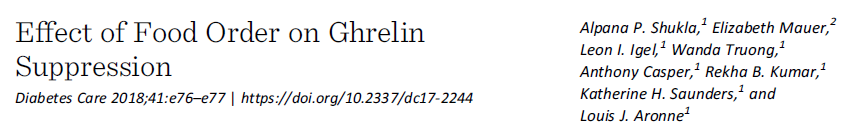 Effect of Food Order on Ghrelin
Suppression
Diabetes Care 2018;41:e76–e77 | https://doi.org/10.2337/dc17-2244
Alpana P. Shukla,1 Elizabeth Mauer,2
Leon I. Igel,1 Wanda Truong,1
Anthony Casper,1 Rekha B. Kumar,1
Katherine H. Saunders,1 and
Louis J. Aronne1